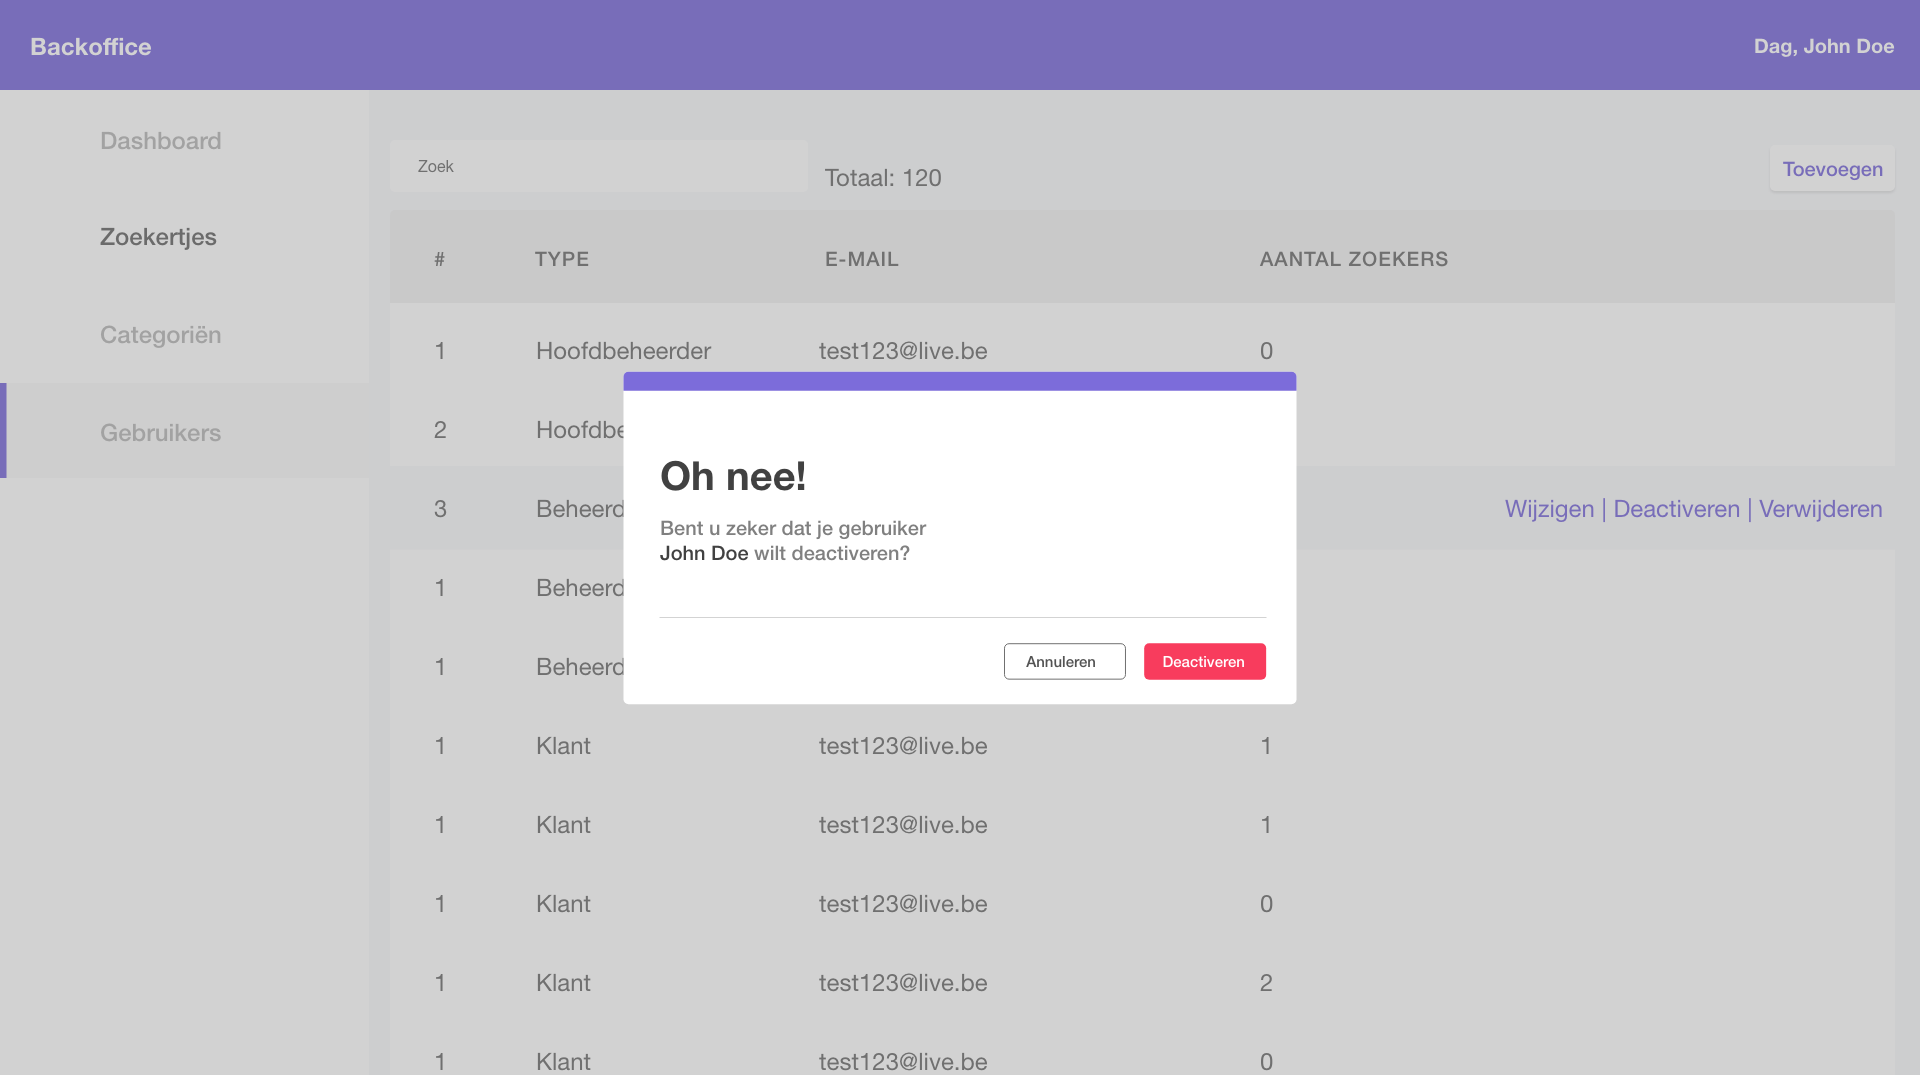 Backoffice
Dag, John Doe
Dashboard
Zoekertjes
Categoriën
Gebruikers
Zoek
Totaal: 120
Toevoegen
# TYPE E-MAIL AANTAL ZOEKERS
1 Hoofdbeheerder test123@live.be 0
2 Hoofdbe
3 Beheerd Wijzigen | Deactiveren | Verwijderen
1 Beheerd
1 Beheerd
1 Klant test123@live.be 1
1 Klant test123@live.be 1
1 Klant test123@live.be 0
1 Klant test123@live.be 2
1 Klant test123@live.be 0
Oh nee!
Bent u zeker dat je gebruiker
John Doe wilt deactiveren?
Annuleren
Deactiveren